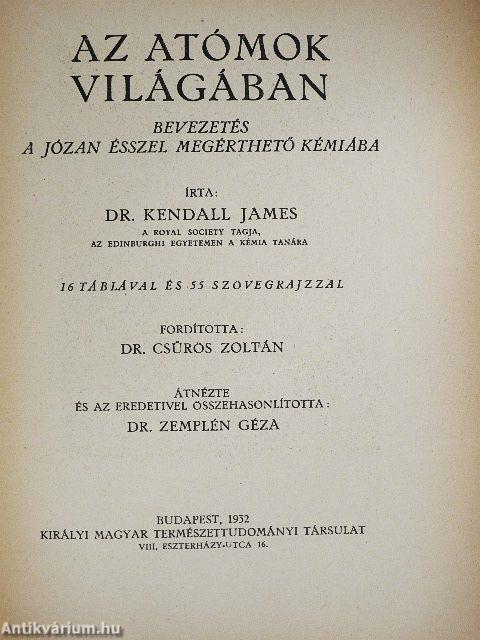 AZ ATÓMOK
VILÁGÁBAN
BEVEZETÉS
A JÓZAN ÉSSZEL MEGÉRTHETŐ KÉMIÁBA
ÍRTA:
DR. KENDALL JAMES
A ROYAL SOCIETY TAGJA,
AZ EDINBURGHI EGYETEMEN A KÉMIA TANÁRA
16 TÁBLÁVAL ÉS 55 SZÖVEGRAJZZAL
FORDÍTOTTA:
DR. CSŰRÖS ZOLTÁN
ÁTNÉZTE
ÉS AZ EREDETIVEL ÖSSZEHASONLÍTOTTA:
DR. ZEMPLÉN GÉZA
BUDAPEST, 1932
KIRÁLYI MAGYAR TERMÉSZETTUDOMÁNYI TÁRSULAT
VIII, ESZTERHÁZY-UTCA 16.
Antikvárium.hu